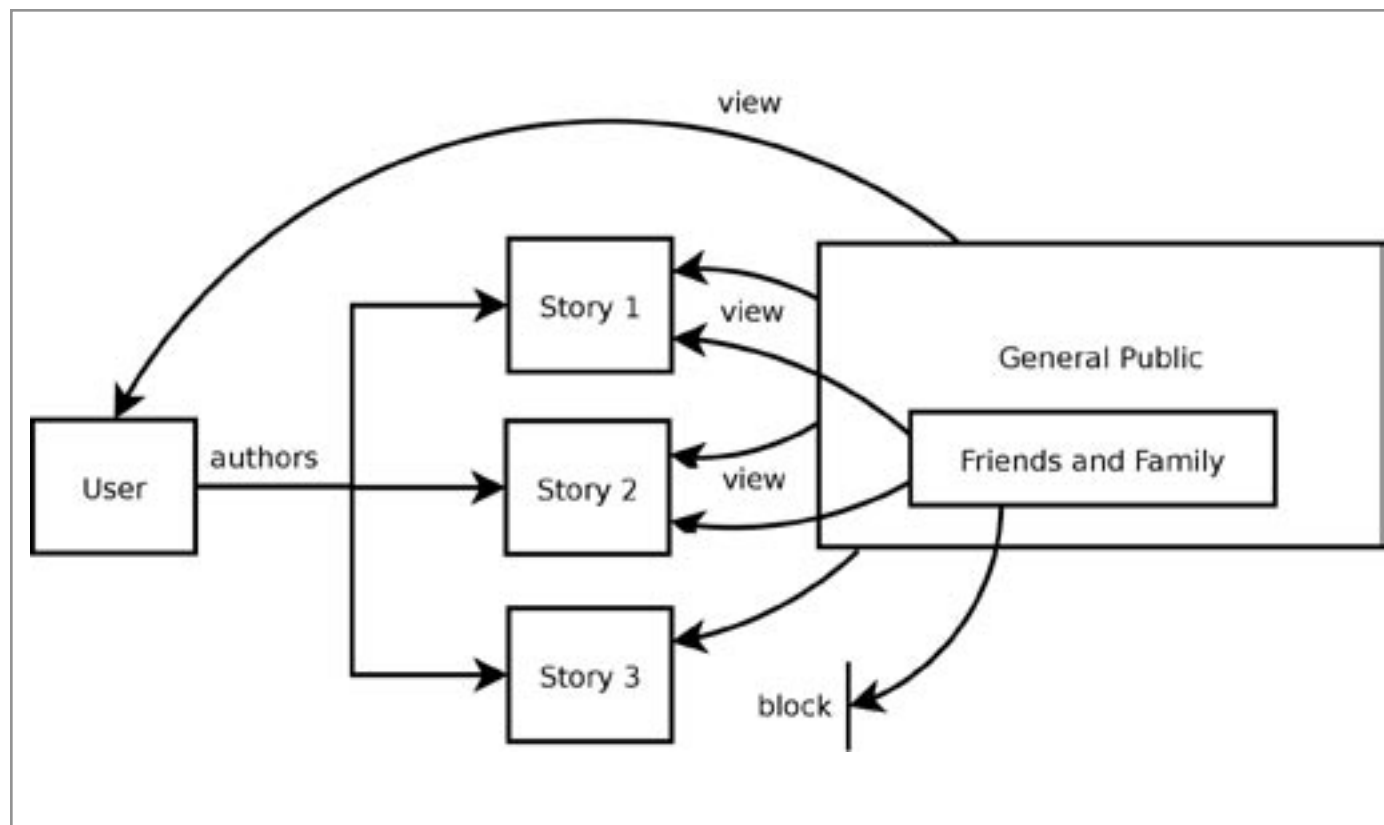 view
Story 1
view
General Public
authors
User
Story 2
view
Friends and Family
Story 3
block